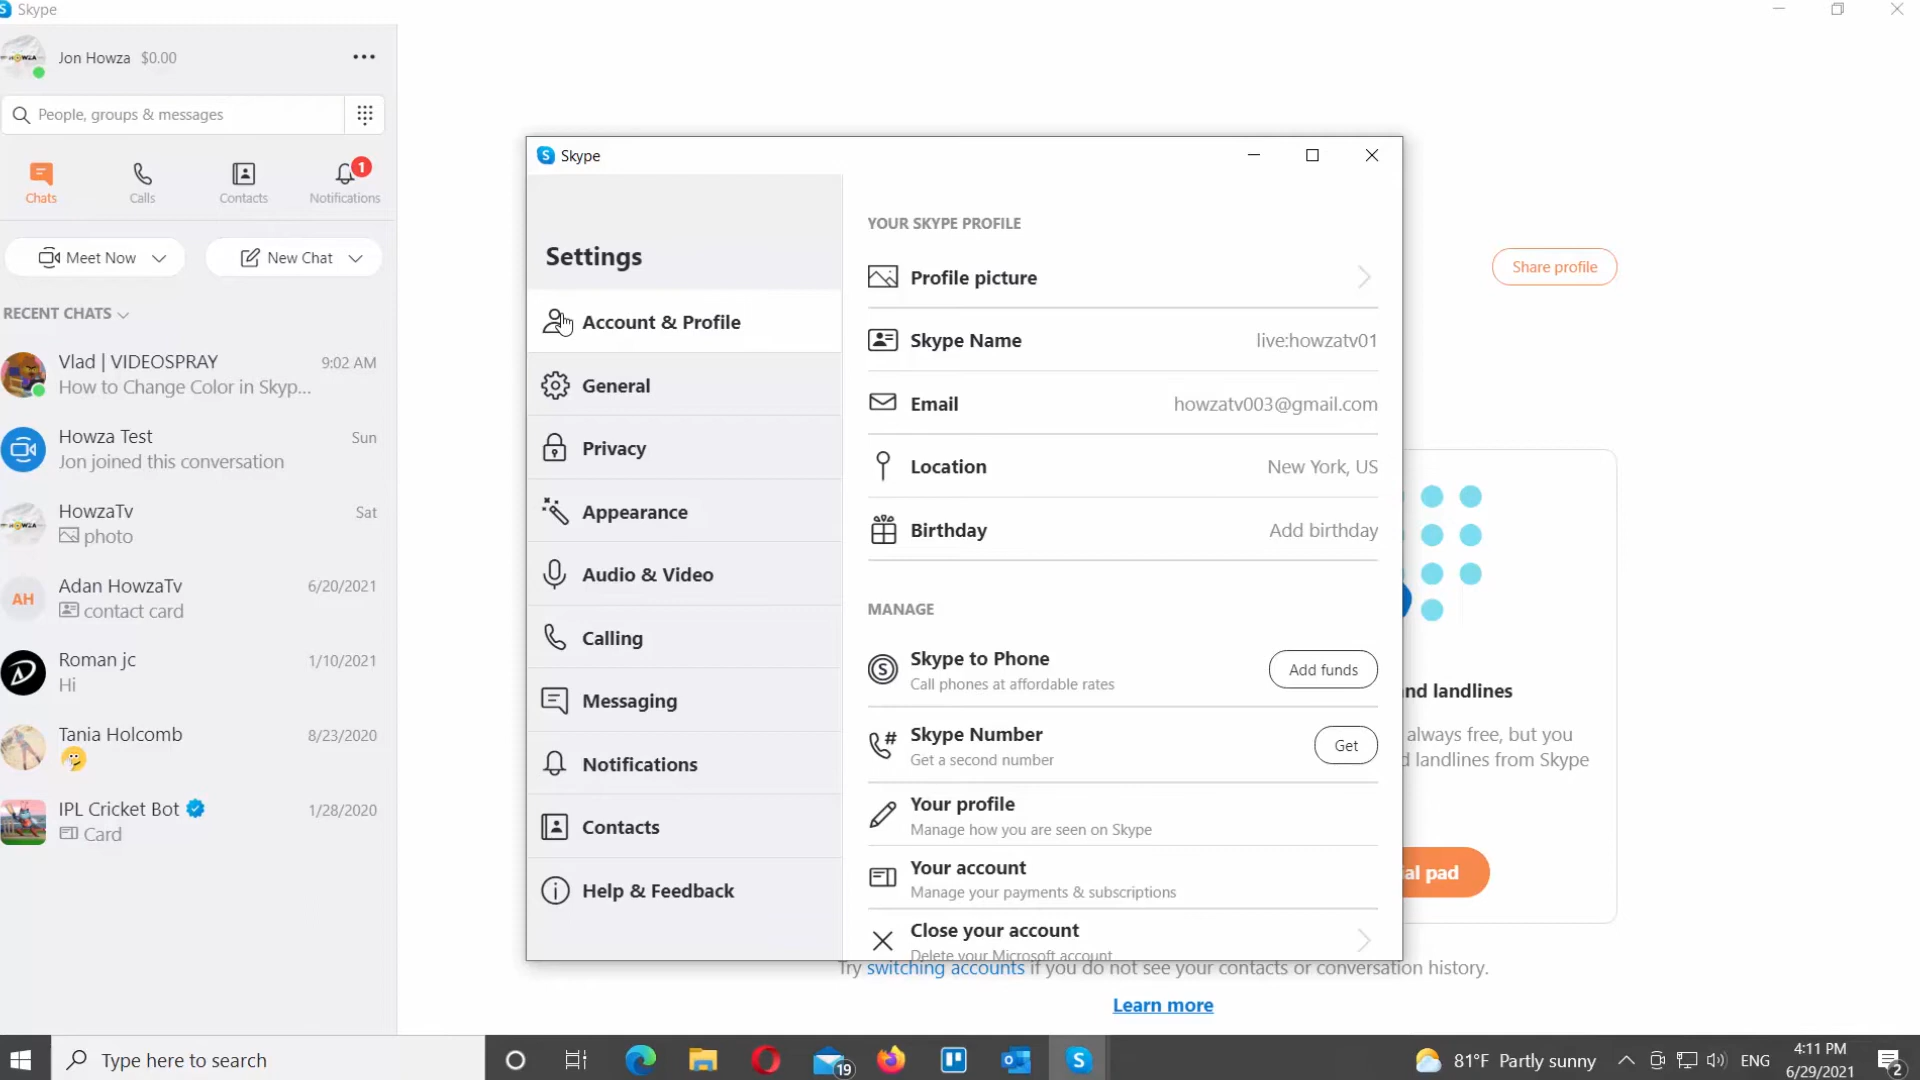 Skype
Jon Howza $0.00
People, groups & messages
Chats
Calls
Contacts
1
Notifications
Meet Now
New Chat
RECENT CHATS
Vlad | VIDEOSPRAY 9:02 AM
How to Change Color in Skyp...
Howza Test Sun
Jon joined this conversation
HowzaTv Sat
photo
AH
Adan HowzaTv 6/20/2021
contact card
Roman jc 1/10/2021
Hi
Tania Holcomb 8/23/2020
IPL Cricket Bot 1/28/2020
Card
Skype
Settings
Account & Profile
General
Privacy
Appearance
Audio & Video
Calling
Messaging
Notifications
Contacts
Help & Feedback
YOUR SKYPE PROFILE
Profile picture
Skype Name live:howzatv01
Email howzatv003@gmail.com
Location New York, US
Birthday Add birthday
MANAGE
Skype to Phone
Call phones at affordable rates
Add funds
Skype Number
Get a second number
Get
Your profile
Manage how you are seen on Skype
Your account
Manage your payments & subscriptions
Close your account
Delete your Microsoft account
Share profile
nd landlines
always free, but you
d landlines from Skype
al pad
Try switching accounts if you do not see your contacts or conversation history.
Learn more
Type here to search
19
81°F Partly sunny
ENG
4:11 PM
6/29/2021
2